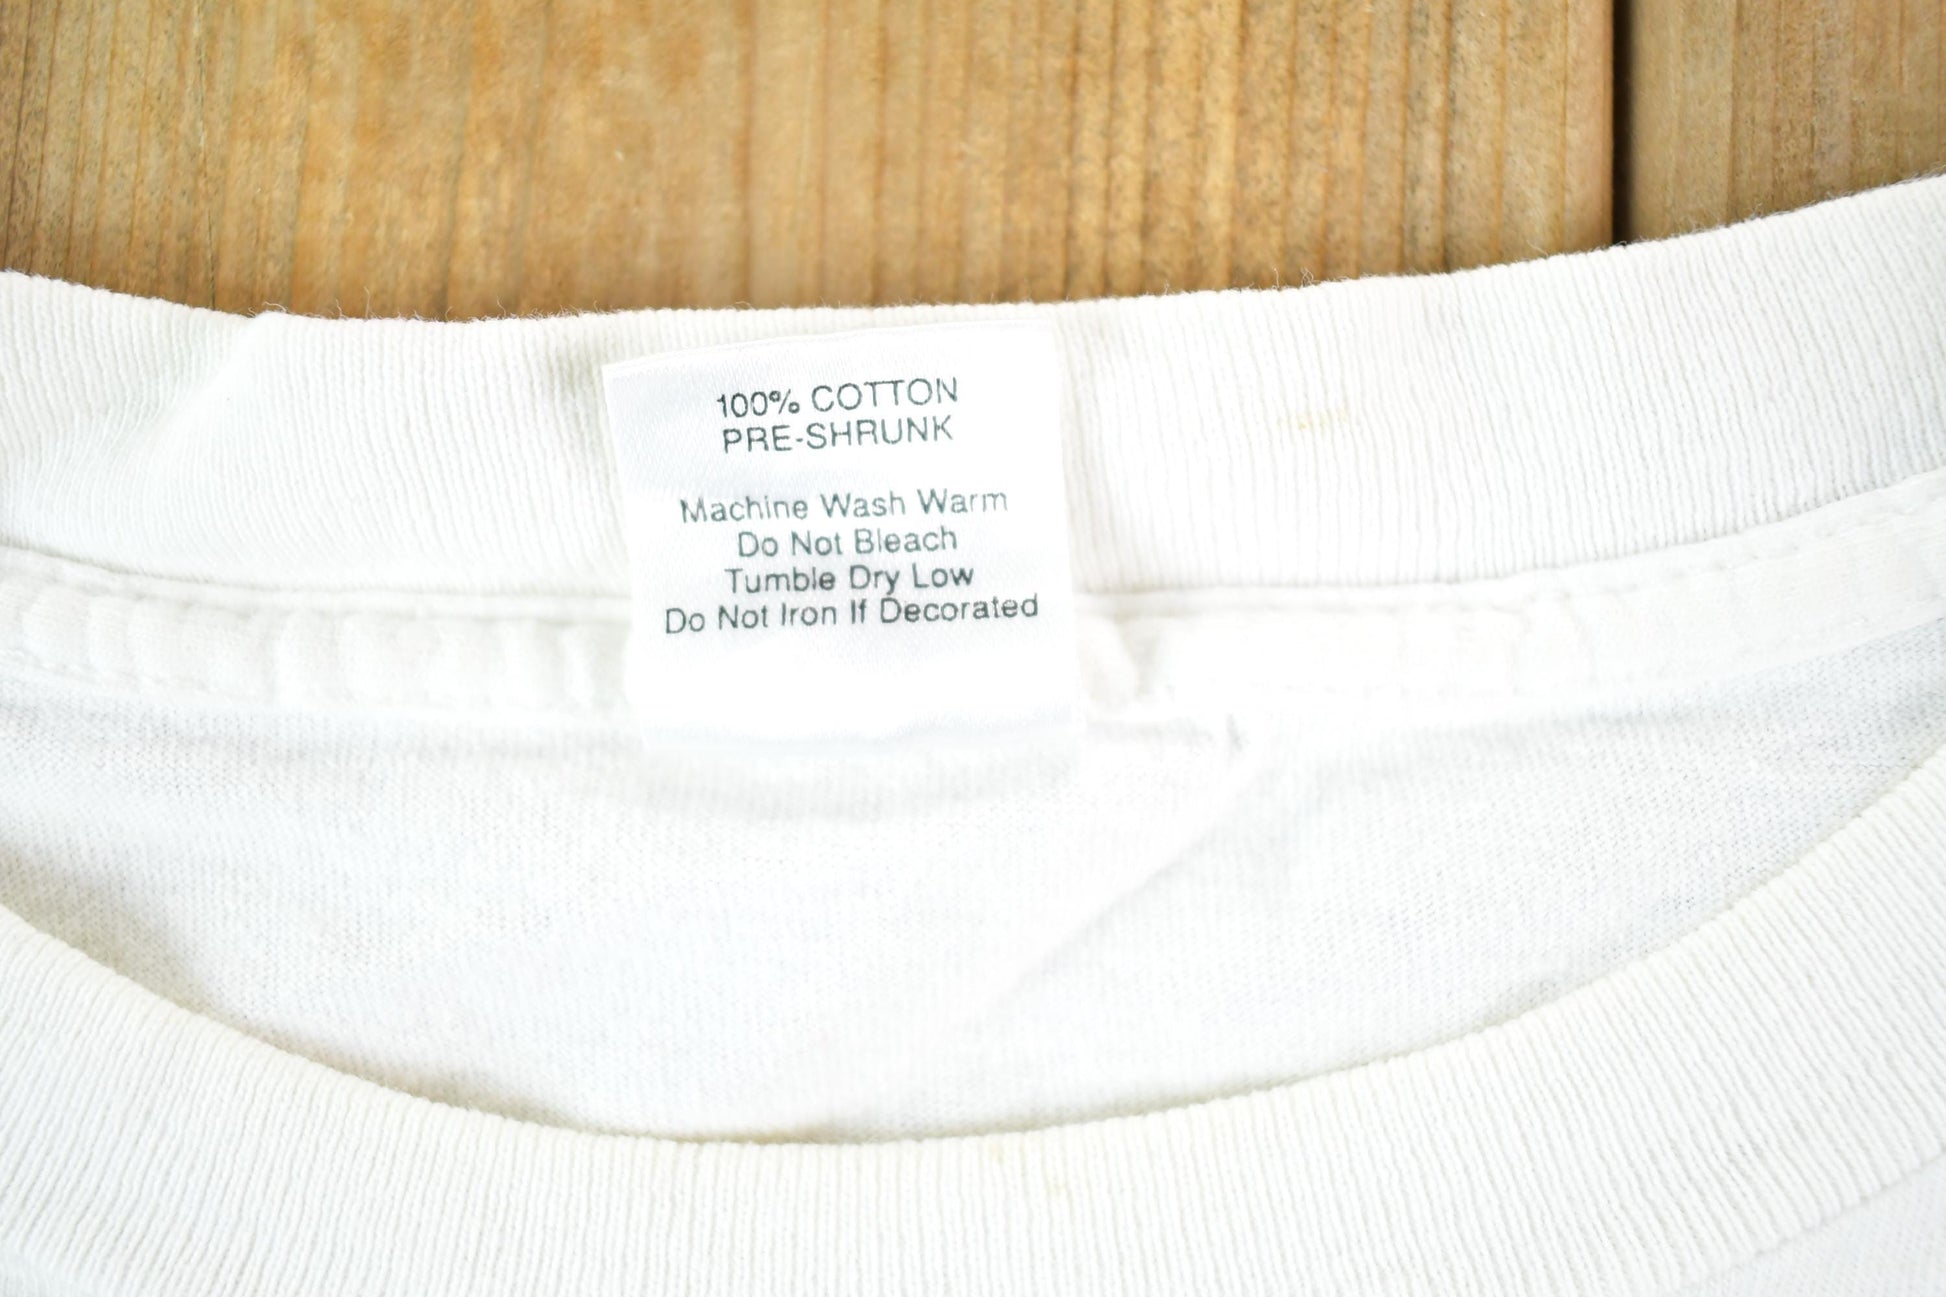 100% COTTON
PRE-SHRUNK
Machine Wash Warm
Do Not Bleach
Tumble Dry Low
Do Not Iron If Decorated